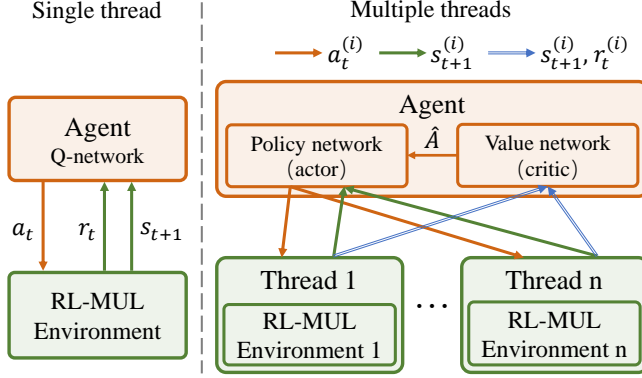 Single thread
Agent
Q-network
a_t
r_t
s_{t+1}
RL-MUL
Environment
Multiple threads
a_t^{(i)}
s_{t+1}^{(i)}
s_{t+1}^{(i)}, r_t^{(i)}
Agent
Policy network
(actor)
Â
Value network
(critic)
Thread 1
RL-MUL
Environment 1
···
Thread n
RL-MUL
Environment n